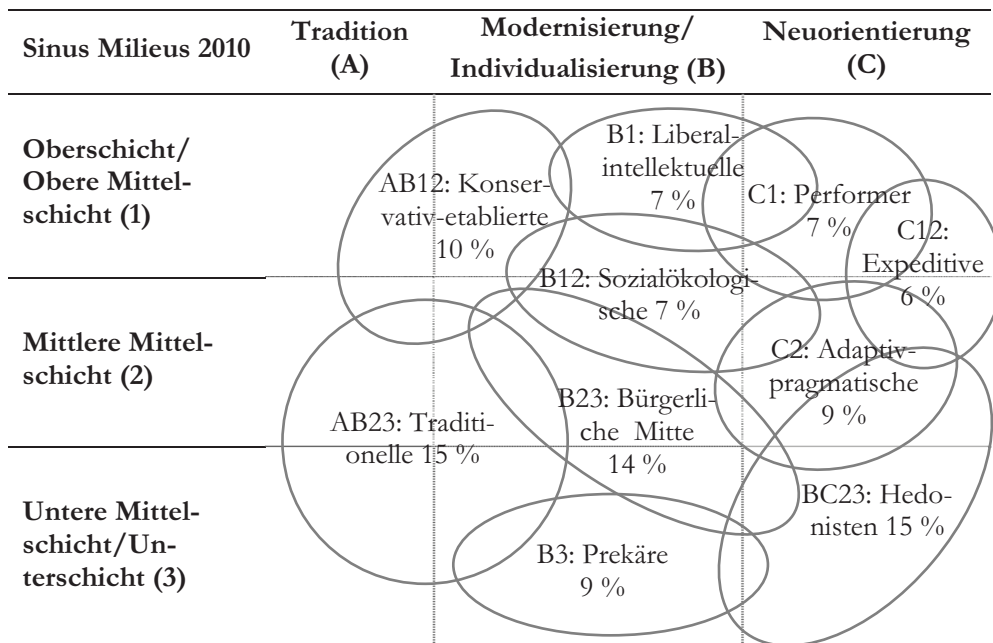 Sinus Milieus 2010
Tradition
(A)
Modernisierung/
Individualisierung (B)
Neuorientierung
(C)
Oberschicht/
Obere Mittel-
schicht (1)
AB12: Konser-
vativ-etablierte
10 %
B1: Liberal-
intellektuelle
7 %
C1: Performer
7 %
C12:
Expeditive
6 %
B12: Sozialökologi-
sche 7 %
Mittlere Mittel-
schicht (2)
C2: Adaptiv-
pragmatische
9 %
AB23: Traditi-
onelle 15 %
B23: Bürgerli-
che Mitte
14 %
Untere Mittel-
schicht/Un-
terschicht (3)
BC23: Hedo-
nisten 15 %
B3: Prekäre
9 %